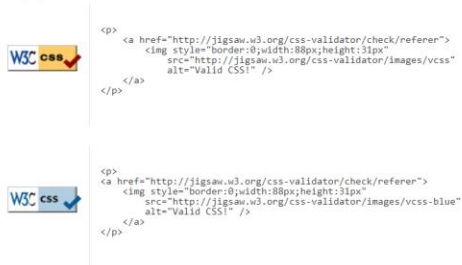 <p>
<a href="http://jigsaw.w3.org/css-validator/check/referer">
<img style="border:0;width:88px;height:31px"
src="http://jigsaw.w3.org/css-validator/images/vcss"
alt="Valid CSS!" />
</a>
</p>
W3C css
<p>
<a href="http://jigsaw.w3.org/css-validator/check/referer">
<img style="border:0;width:88px;height:31px"
src="http://jigsaw.w3.org/css-validator/images/vcss-blue"
alt="Valid CSS!" />
</a>
</p>
W3C css